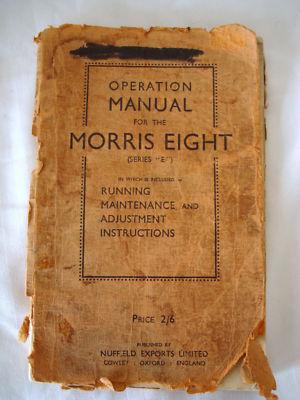 OPERATION
MANUAL
FOR THE
MORRIS EIGHT
(SERIES "E")
IN WHICH IS INCLUDED
RUNNING
MAINTENANCE, AND
ADJUSTMENT
INSTRUCTIONS
PRICE 2/6
PUBLISHED BY
NUFFIELD EXPORTS LIMITED
COWLEY : OXFORD : ENGLAND